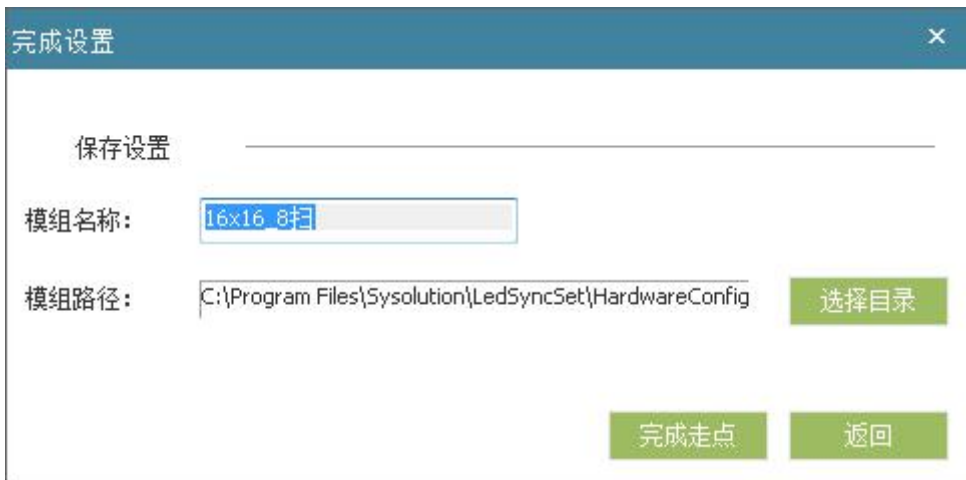 完成设置
保存设置
模组名称： 16x16_8扫
模组路径： C:\Program Files\Sysolution\LedSyncSet\HardwareConfig 选择目录
完成走点 返回